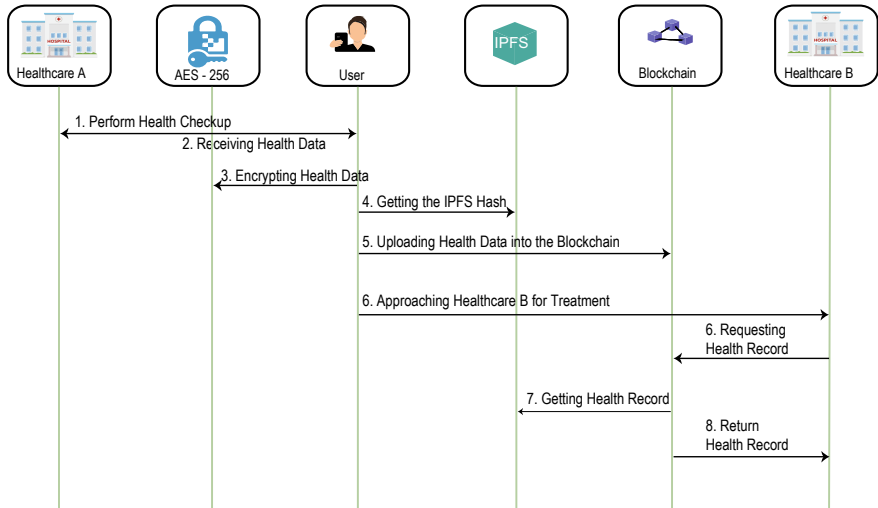 HOSPITAL
Healthcare A
AES - 256
User
IPFS
Blockchain
HOSPITAL
Healthcare B
1. Perform Health Checkup
2. Receiving Health Data
3. Encrypting Health Data
4. Getting the IPFS Hash
5. Uploading Health Data into the Blockchain
6. Approaching Healthcare B for Treatment
6. Requesting
Health Record
7. Getting Health Record
8. Return
Health Record